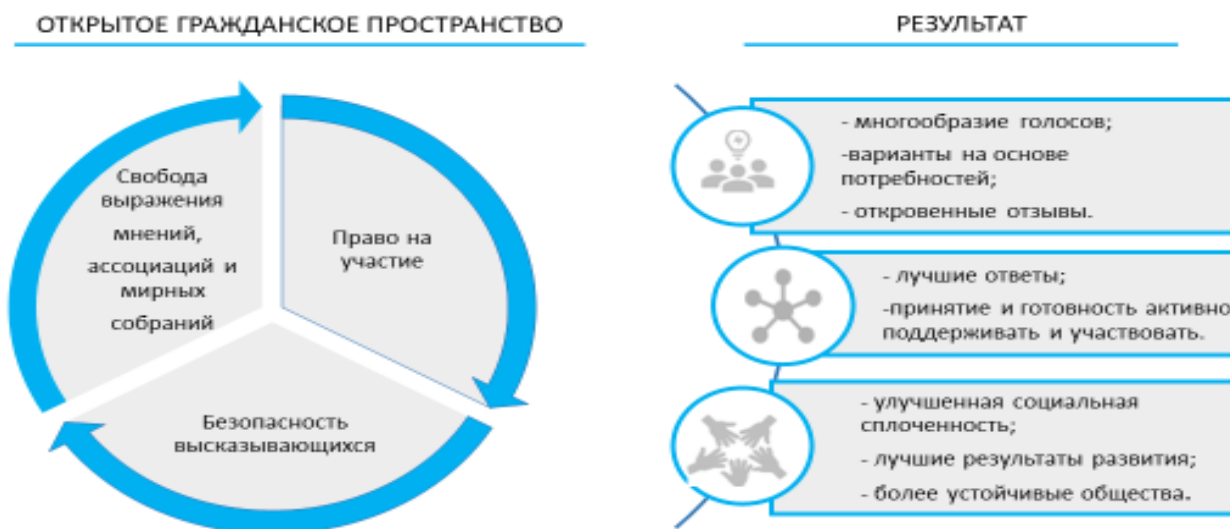 ОТКРЫТОЕ ГРАЖДАНСКОЕ ПРОСТРАНСТВО
Свобода
выражения
мнений,
ассоциаций и
мирных
собраний
Право на
участие
Безопасность
высказывающихся
РЕЗУЛЬТАТ
- многообразие голосов;
-варианты на основе
потребностей;
- откровенные отзывы.
- лучшие ответы;
-принятие и готовность активно
поддерживать и участвовать.
- улучшенная социальная
сплоченность;
- лучшие результаты развития;
- более устойчивые общества.